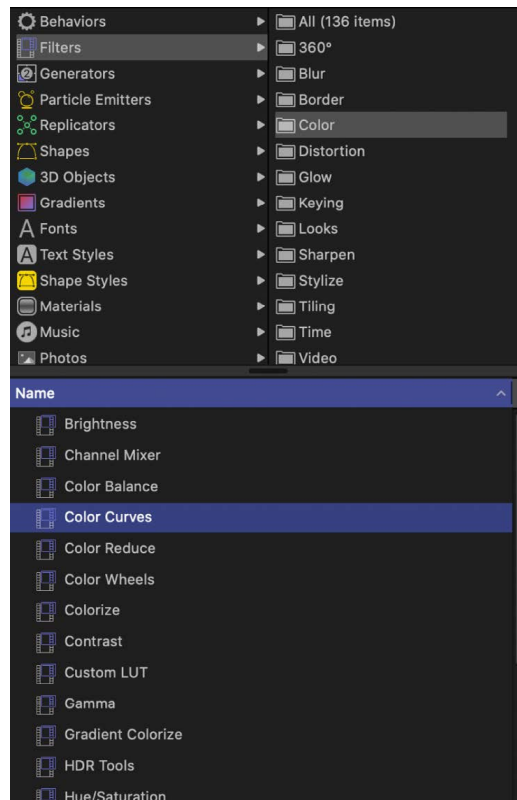 Behaviors
Filters
Generators
Particle Emitters
Replicators
Shapes
3D Objects
Gradients
Fonts
Text Styles
Shape Styles
Materials
Music
Photos
All (136 items)
360°
Blur
Border
Color
Distortion
Glow
Keying
Looks
Sharpen
Stylize
Tiling
Time
Video
Name
Brightness
Channel Mixer
Color Balance
Color Curves
Color Reduce
Color Wheels
Colorize
Contrast
Custom LUT
Gamma
Gradient Colorize
HDR Tools
Hue/Saturation